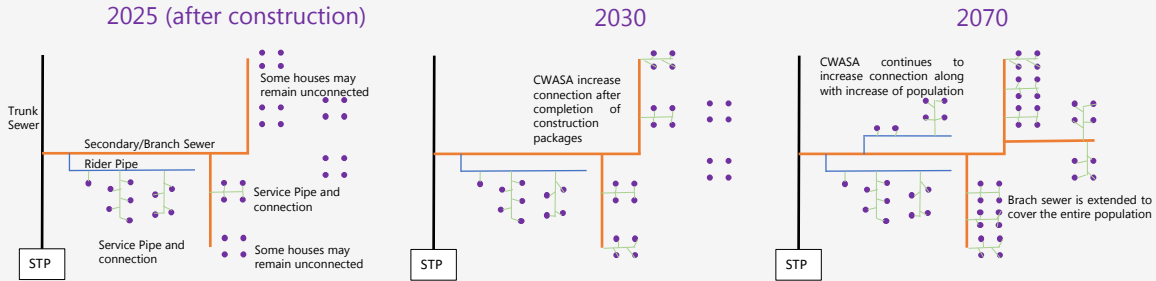 2025 (after construction)
Some houses may
remain unconnected
Trunk
Sewer
Secondary/Branch Sewer
Rider Pipe
Service Pipe and
connection
Service Pipe and
connection
Some houses may
remain unconnected
STP
2030
CWASA increase
connection after
completion of
construction
packages
STP
2070
CWASA continues to
increase connection along
with increase of population
Brach sewer is extended to
cover the entire population
STP